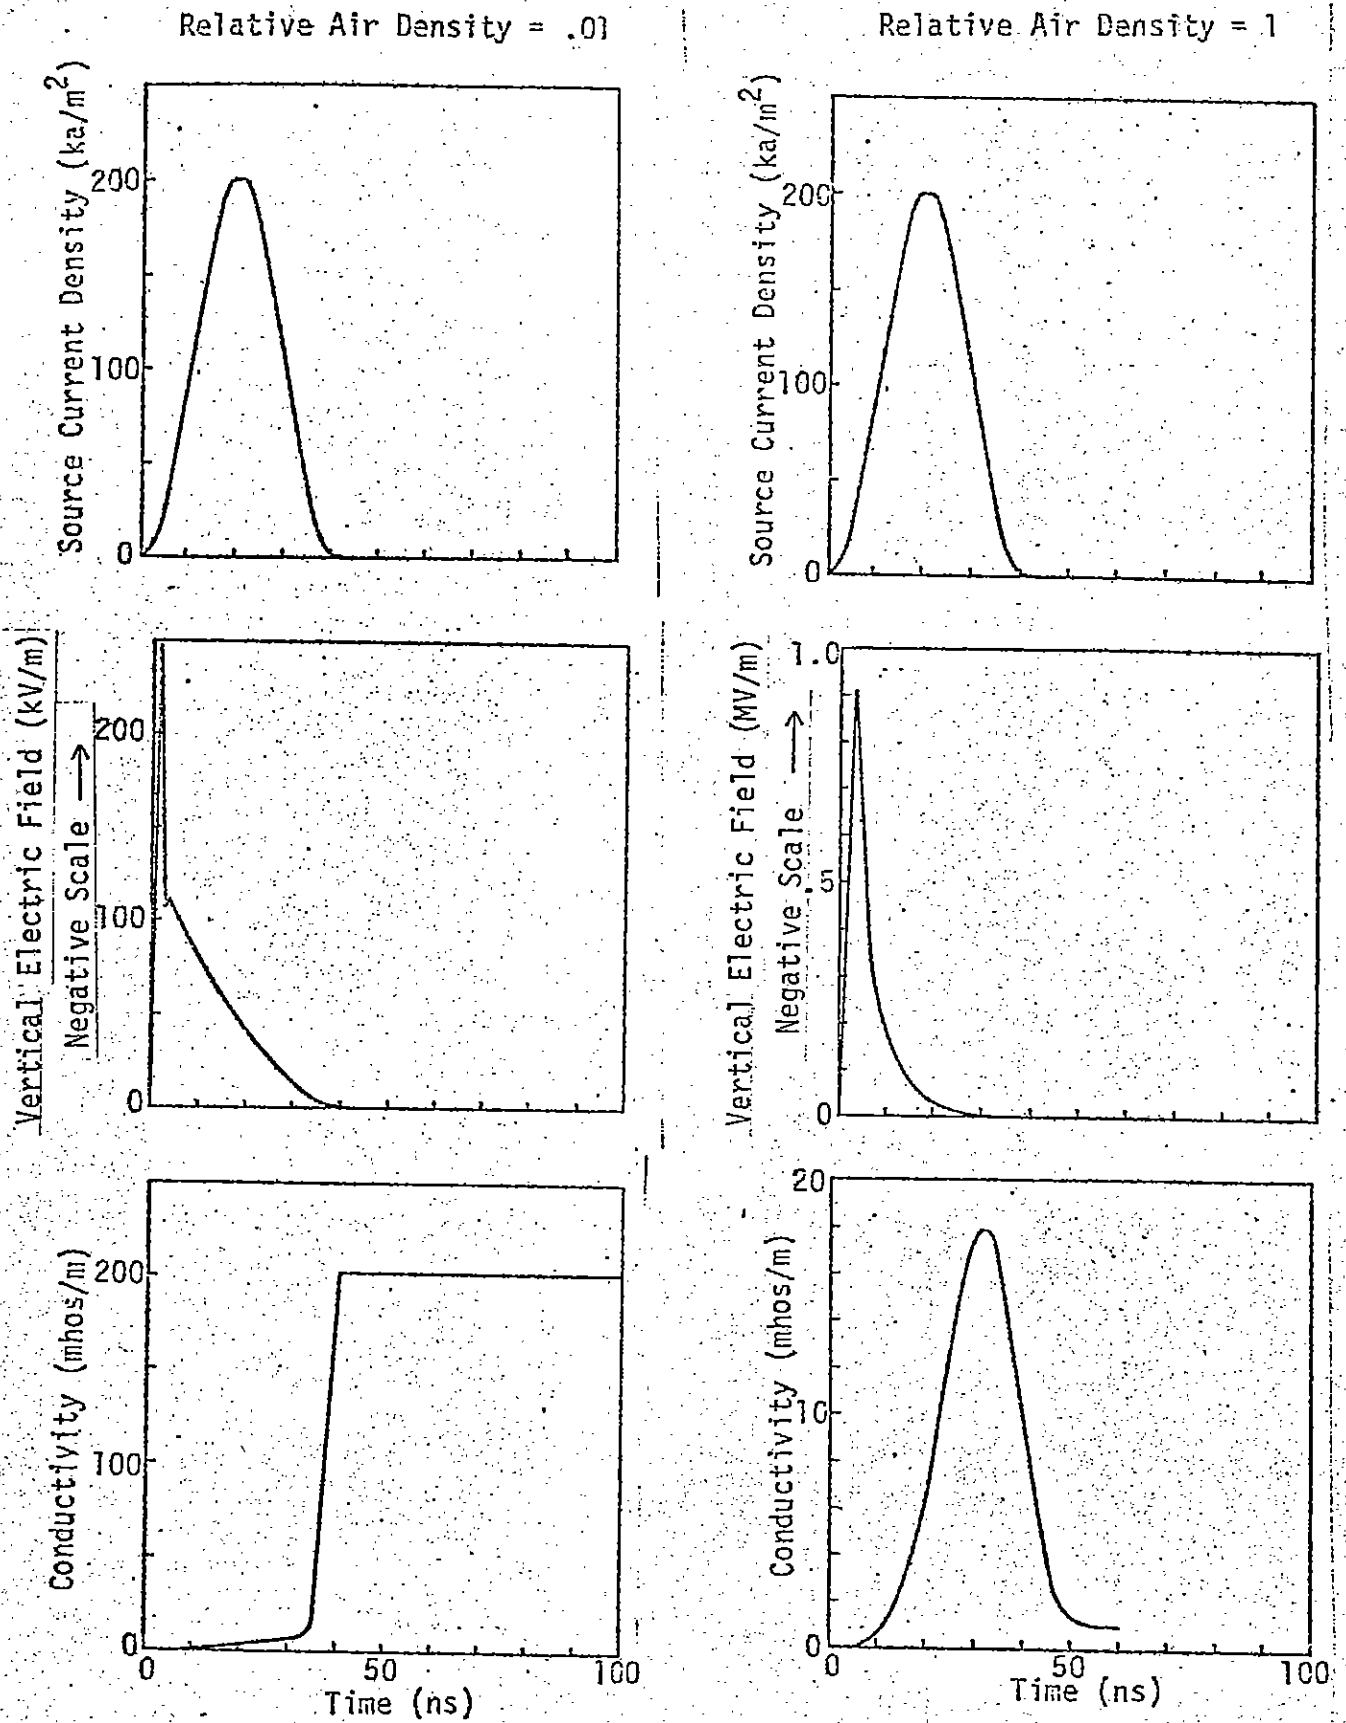 Relative Air Density = .01
Source Current Density (ka/m²)
200
100
0
Vertical Electric Field (kV/m)
Negative Scale →
200
100
0
Conductivity (mhos/m)
200
100
0
0 50 100
Time (ns)
Relative Air Density = 1
Source Current Density (ka/m²)
200
100
0
Vertical Electric Field (MV/m)
Negative Scale →
1.0
.5
0
Conductivity (mhos/m)
20
10
0
0 50 100
Time (ns)